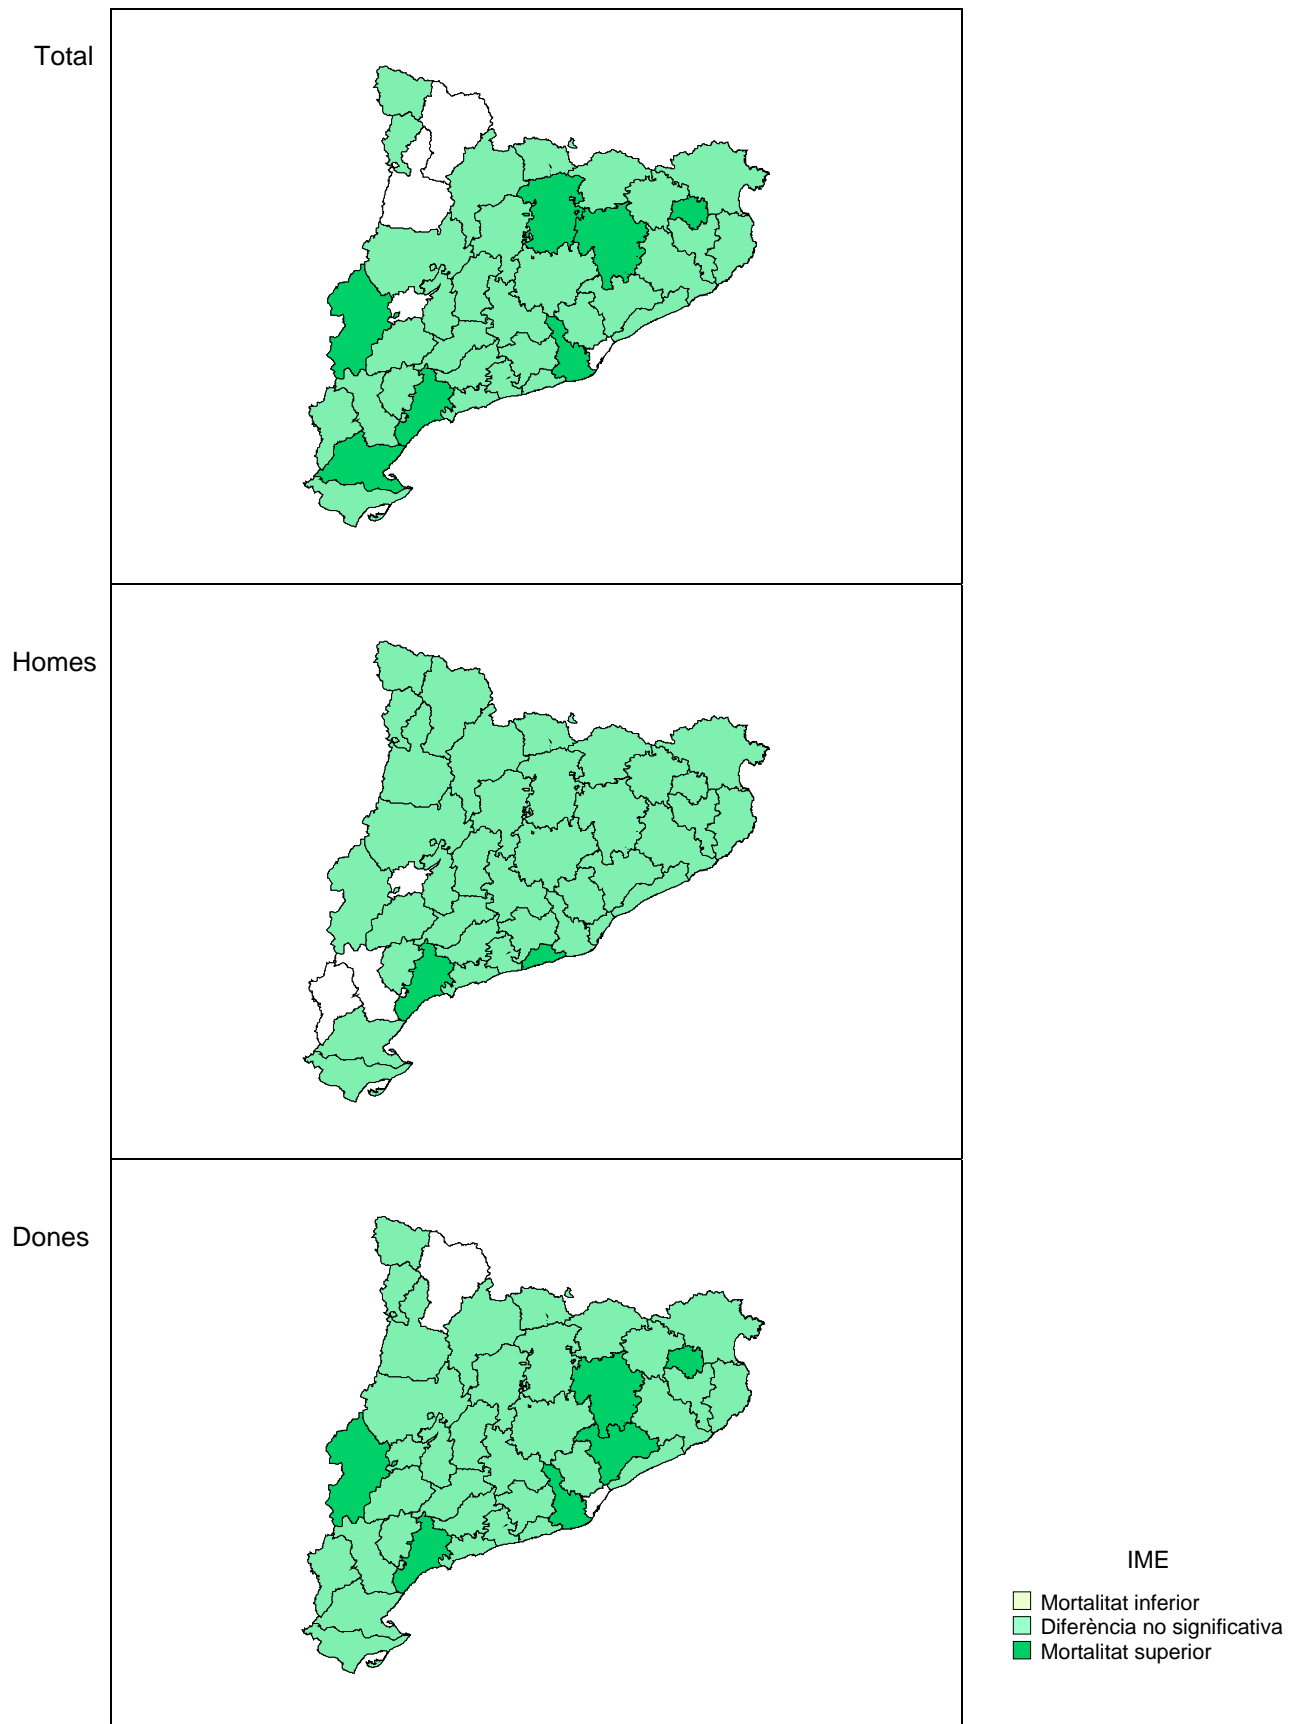 Total
Homes
Dones
IME
Mortalitat inferior
Diferència no significativa
Mortalitat superior